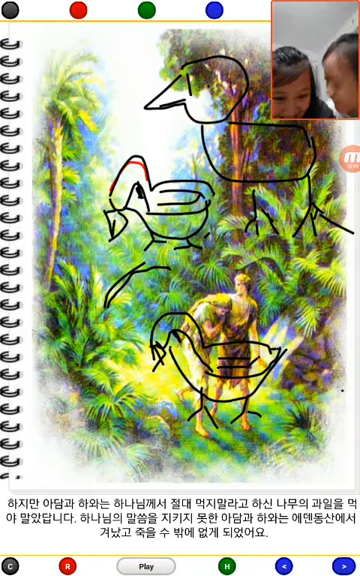 하지만 아담과 하와는 하나님께서 절대 먹지말라고 하신 나무의 과일을 먹
야 말았답니다. 하나님의 말씀을 지키지 못한 아담과 하와는 에덴동산에서
겨났고 죽을 수 밖에 없게 되었어요.
C R Play H < >